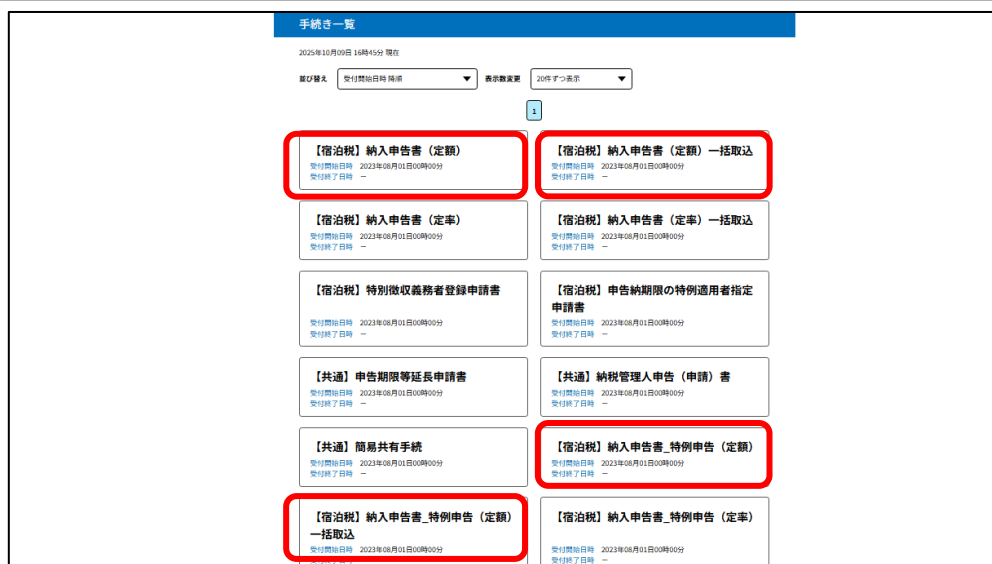 手続き一覧
2025年10月09日 16時45分 現在
並び替え 受付開始日時 降順 ▼ 表示数変更 20件ずつ表示 ▼
1
【宿泊税】納入申告書（定額）
受付開始日時 2023年08月01日00時00分
受付終了日時 －
【宿泊税】納入申告書（定額）一括取込
受付開始日時 2023年08月01日00時00分
受付終了日時 －
【宿泊税】納入申告書（定率）
受付開始日時 2023年08月01日00時00分
受付終了日時 －
【宿泊税】納入申告書（定率）一括取込
受付開始日時 2023年08月01日00時00分
受付終了日時 －
【宿泊税】特別徴収義務者登録申請書
受付開始日時 2023年08月01日00時00分
受付終了日時 －
【宿泊税】申告納期限の特例適用者指定
申請書
受付開始日時 2023年08月01日00時00分
受付終了日時 －
【共通】申告期限等延長申請書
受付開始日時 2023年08月01日00時00分
受付終了日時 －
【共通】納税管理人申告（申請）書
受付開始日時 2023年08月01日00時00分
受付終了日時 －
【共通】簡易共有手続
受付開始日時 2023年08月01日00時00分
受付終了日時 －
【宿泊税】納入申告書_特例申告（定額）
受付開始日時 2023年08月01日00時00分
受付終了日時 －
【宿泊税】納入申告書_特例申告（定額）
一括取込
受付開始日時 2023年08月01日00時00分
【宿泊税】納入申告書_特例申告（定率）
受付開始日時 2023年08月01日00時00分
受付終了日時 －